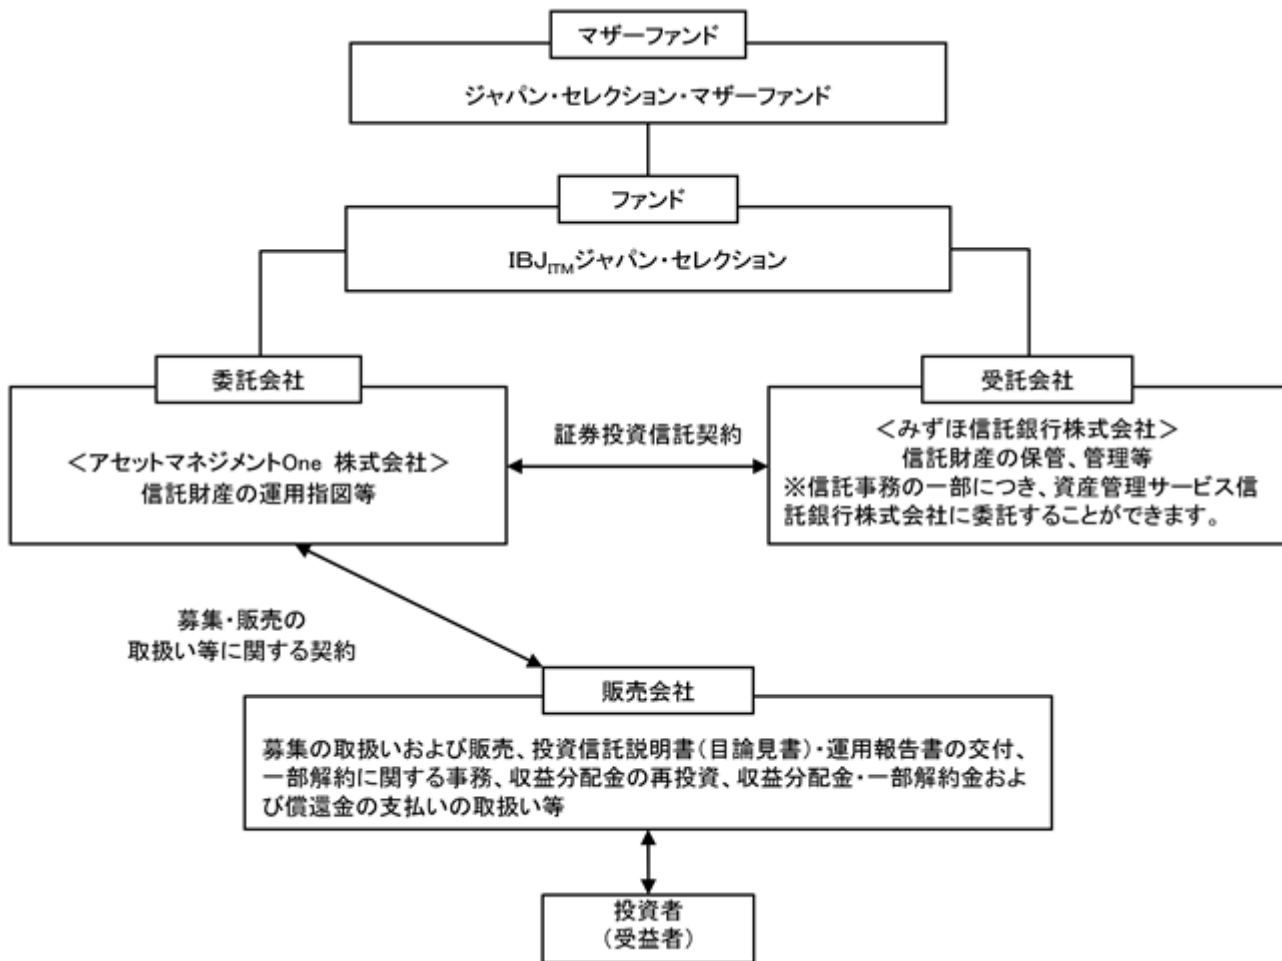 マザーファンド
ジャパン・セレクション・マザーファンド
ファンド
IBJITMジャパン・セレクション
委託会社
＜アセットマネジメントOne 株式会社＞
信託財産の運用指図等
証券投資信託契約
受託会社
＜みずほ信託銀行株式会社＞
信託財産の保管、管理等
※信託事務の一部につき、資産管理サービス信
託銀行株式会社に委託することができます。
募集・販売の
取扱い等に関する契約
販売会社
募集の取扱いおよび販売、投資信託説明書（目論見書）・運用報告書の交付、
一部解約に関する事務、収益分配金の再投資、収益分配金・一部解約金およ
び償還金の支払いの取扱い等
投資者
（受益者）